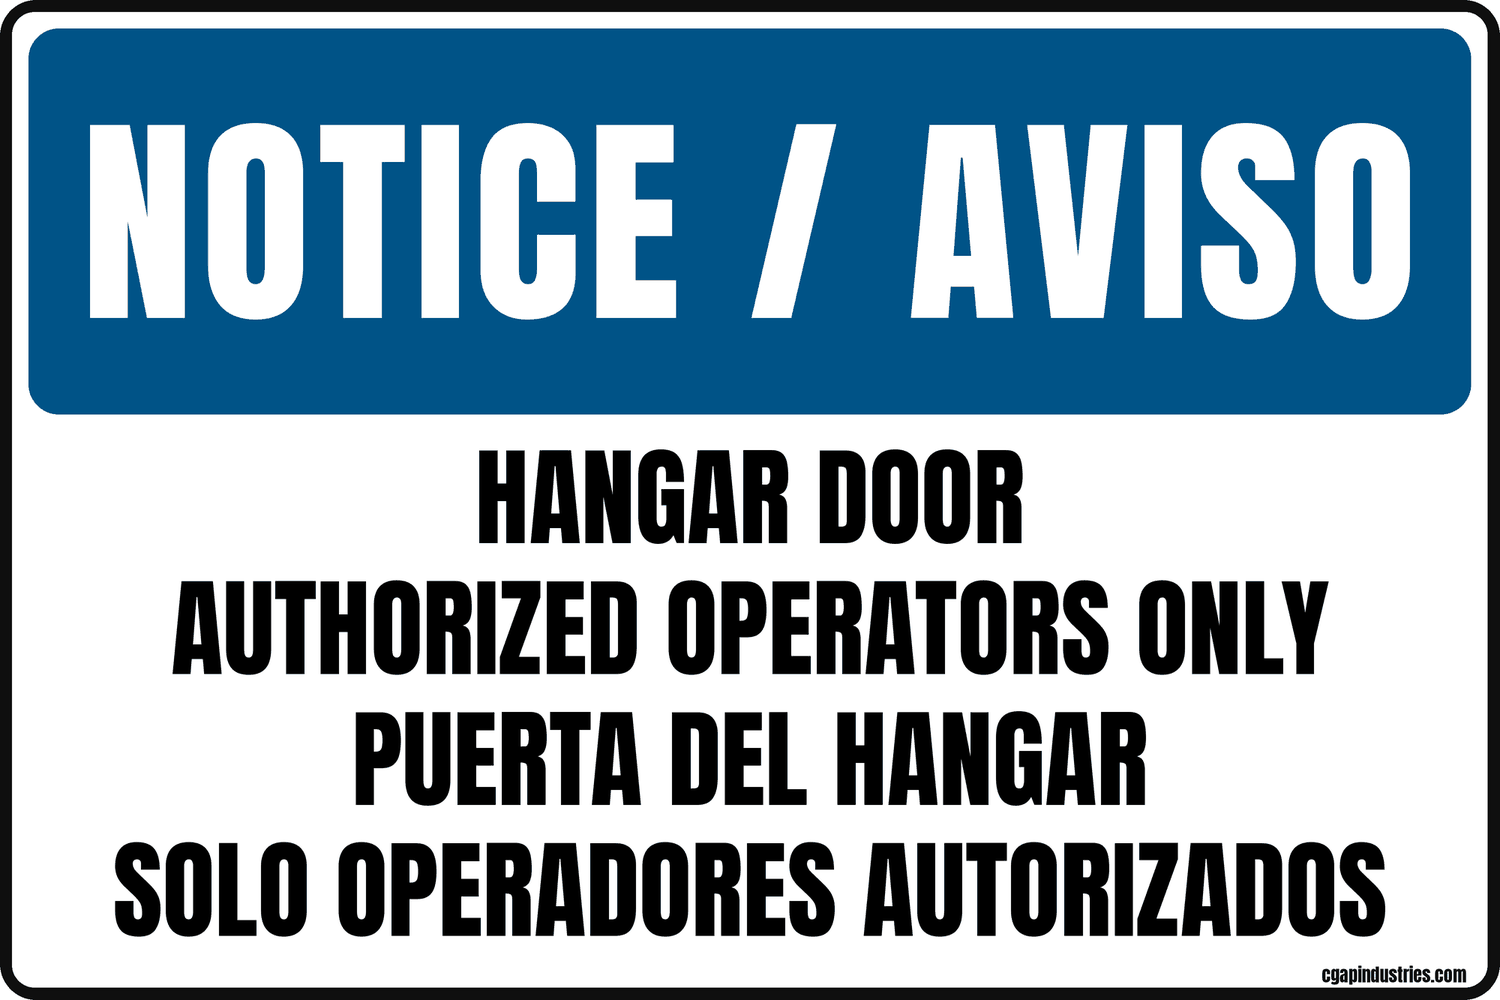 NOTICE / AVISO
HANGAR DOOR
AUTHORIZED OPERATORS ONLY
PUERTA DEL HANGAR
SOLO OPERADORES AUTORIZADOS
cgapindustries.com